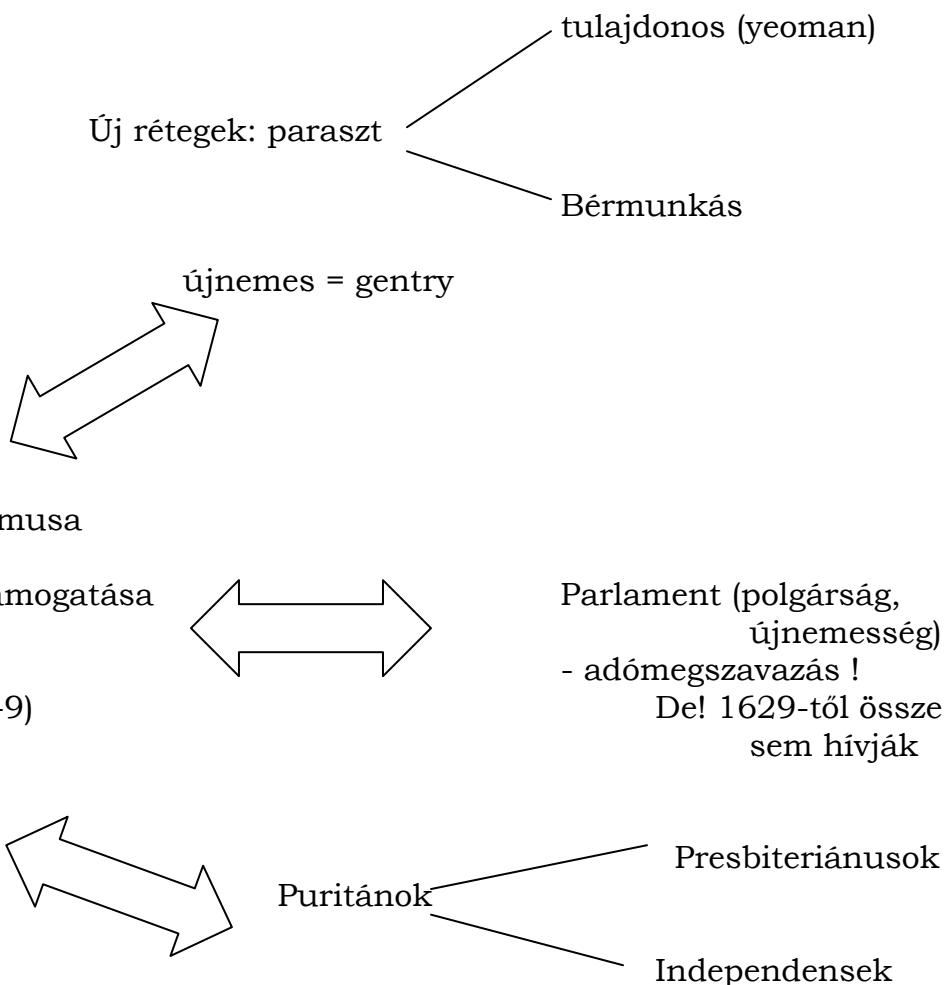 tulajdonos (yeoman)
Új rétegek: paraszt
Bérmunkás
újnemes = gentry
musa
mogatása
Parlament (polgárság,
újnemesség)
- adómegszavazás !
-9)
De! 1629-től össze
sem hívják
Presbiteriánusok
Puritánok
Independensek